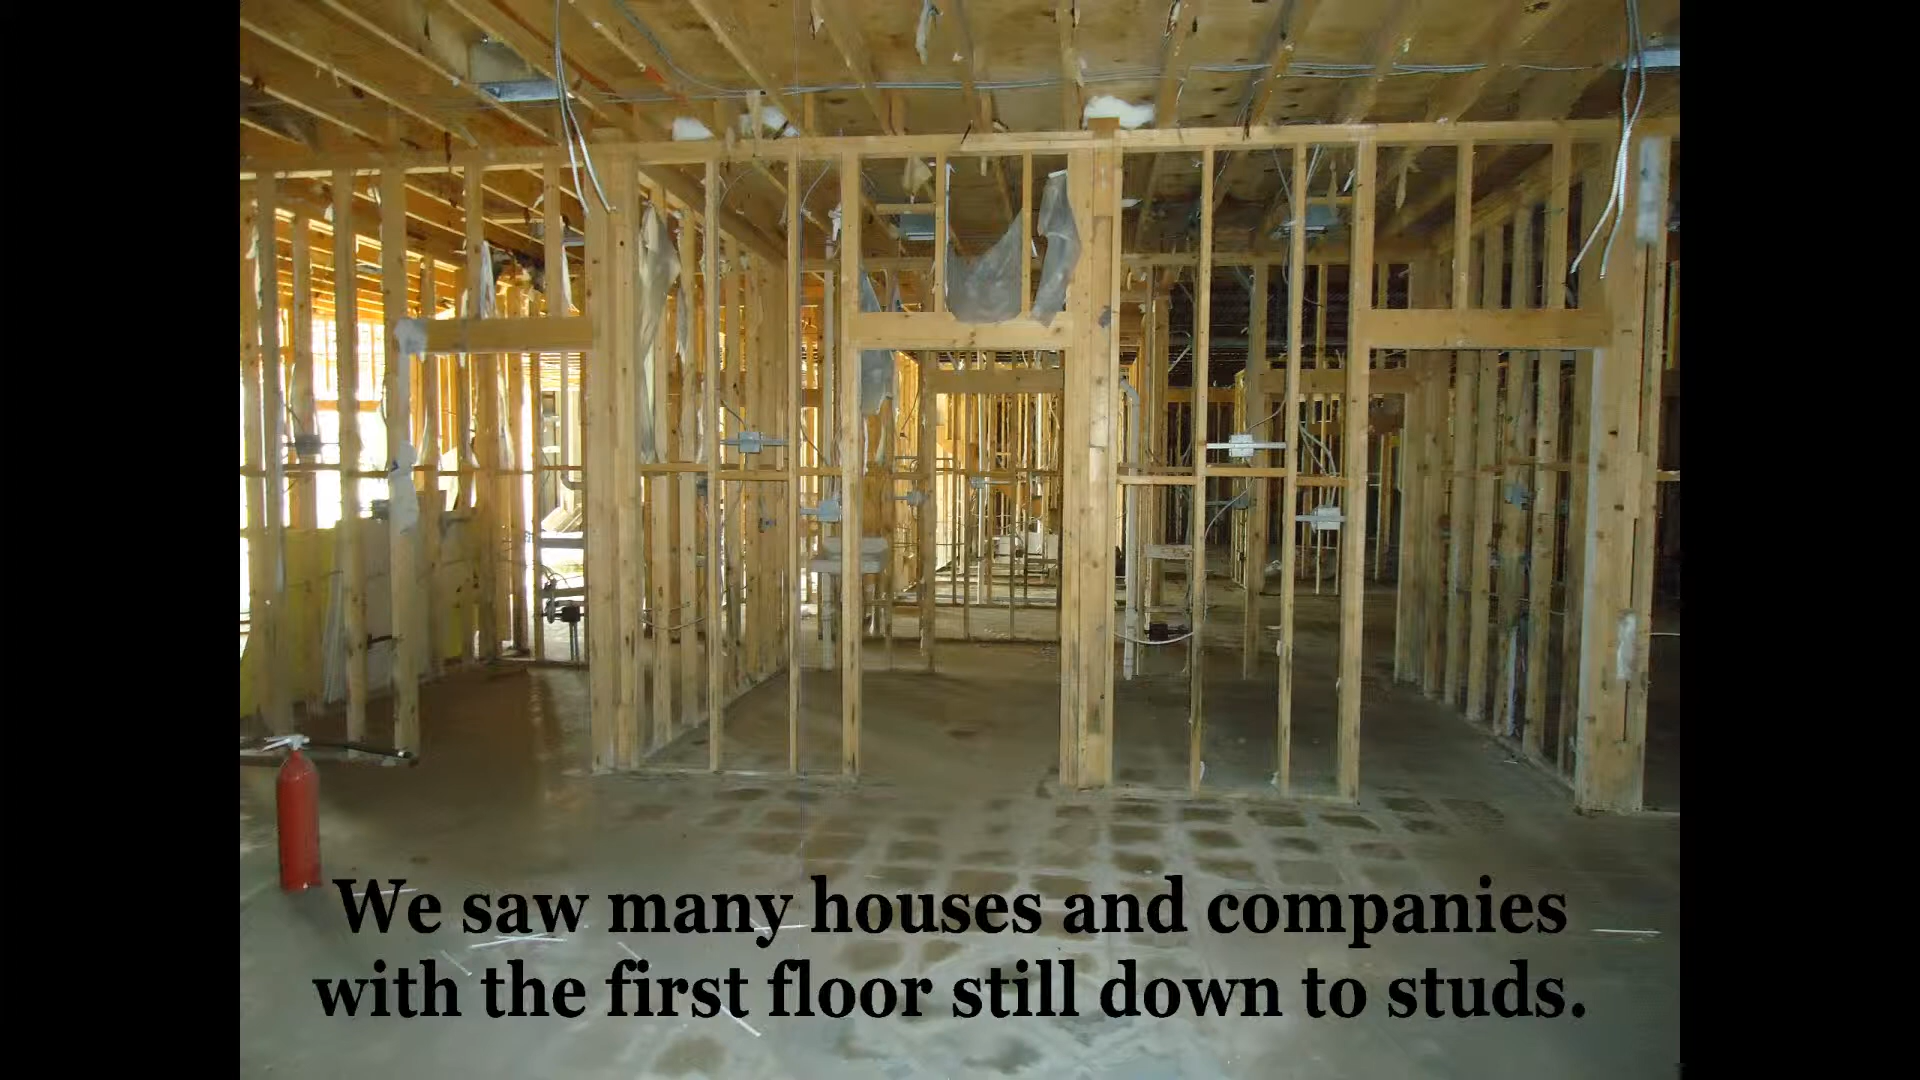 We saw many houses and companies
with the first floor still down to studs.